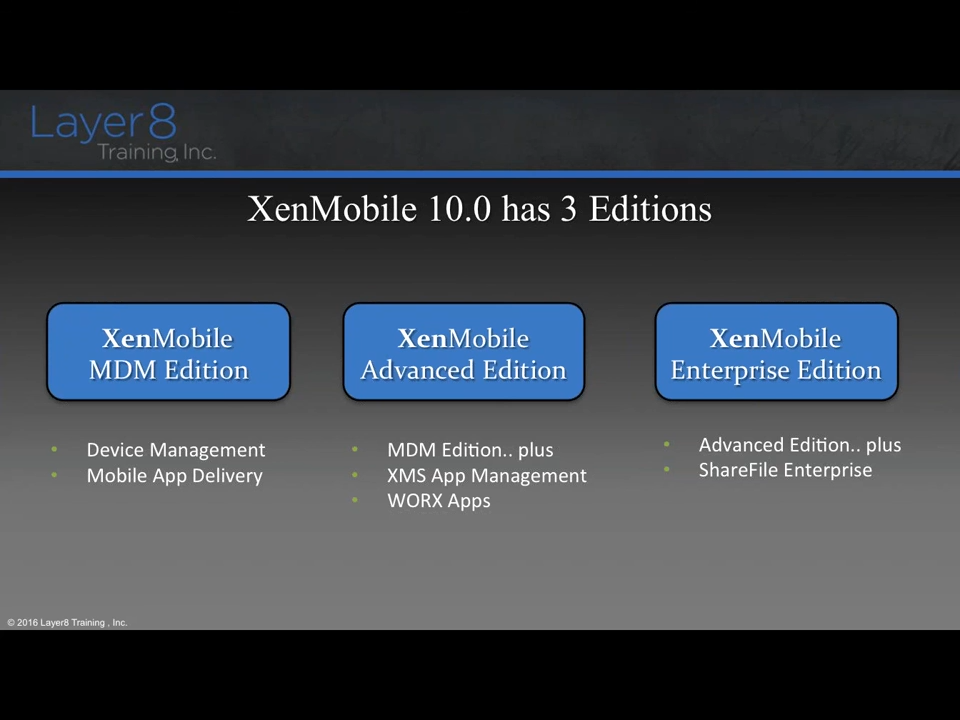 Layer8
Training, Inc.
XenMobile 10.0 has 3 Editions
XenMobile
MDM Edition
XenMobile
Advanced Edition
XenMobile
Enterprise Edition
• Device Management
• Mobile App Delivery
• MDM Edition.. plus
• XMS App Management
• WORX Apps
• Advanced Edition.. plus
• ShareFile Enterprise
© 2016 Layer8 Training , Inc.